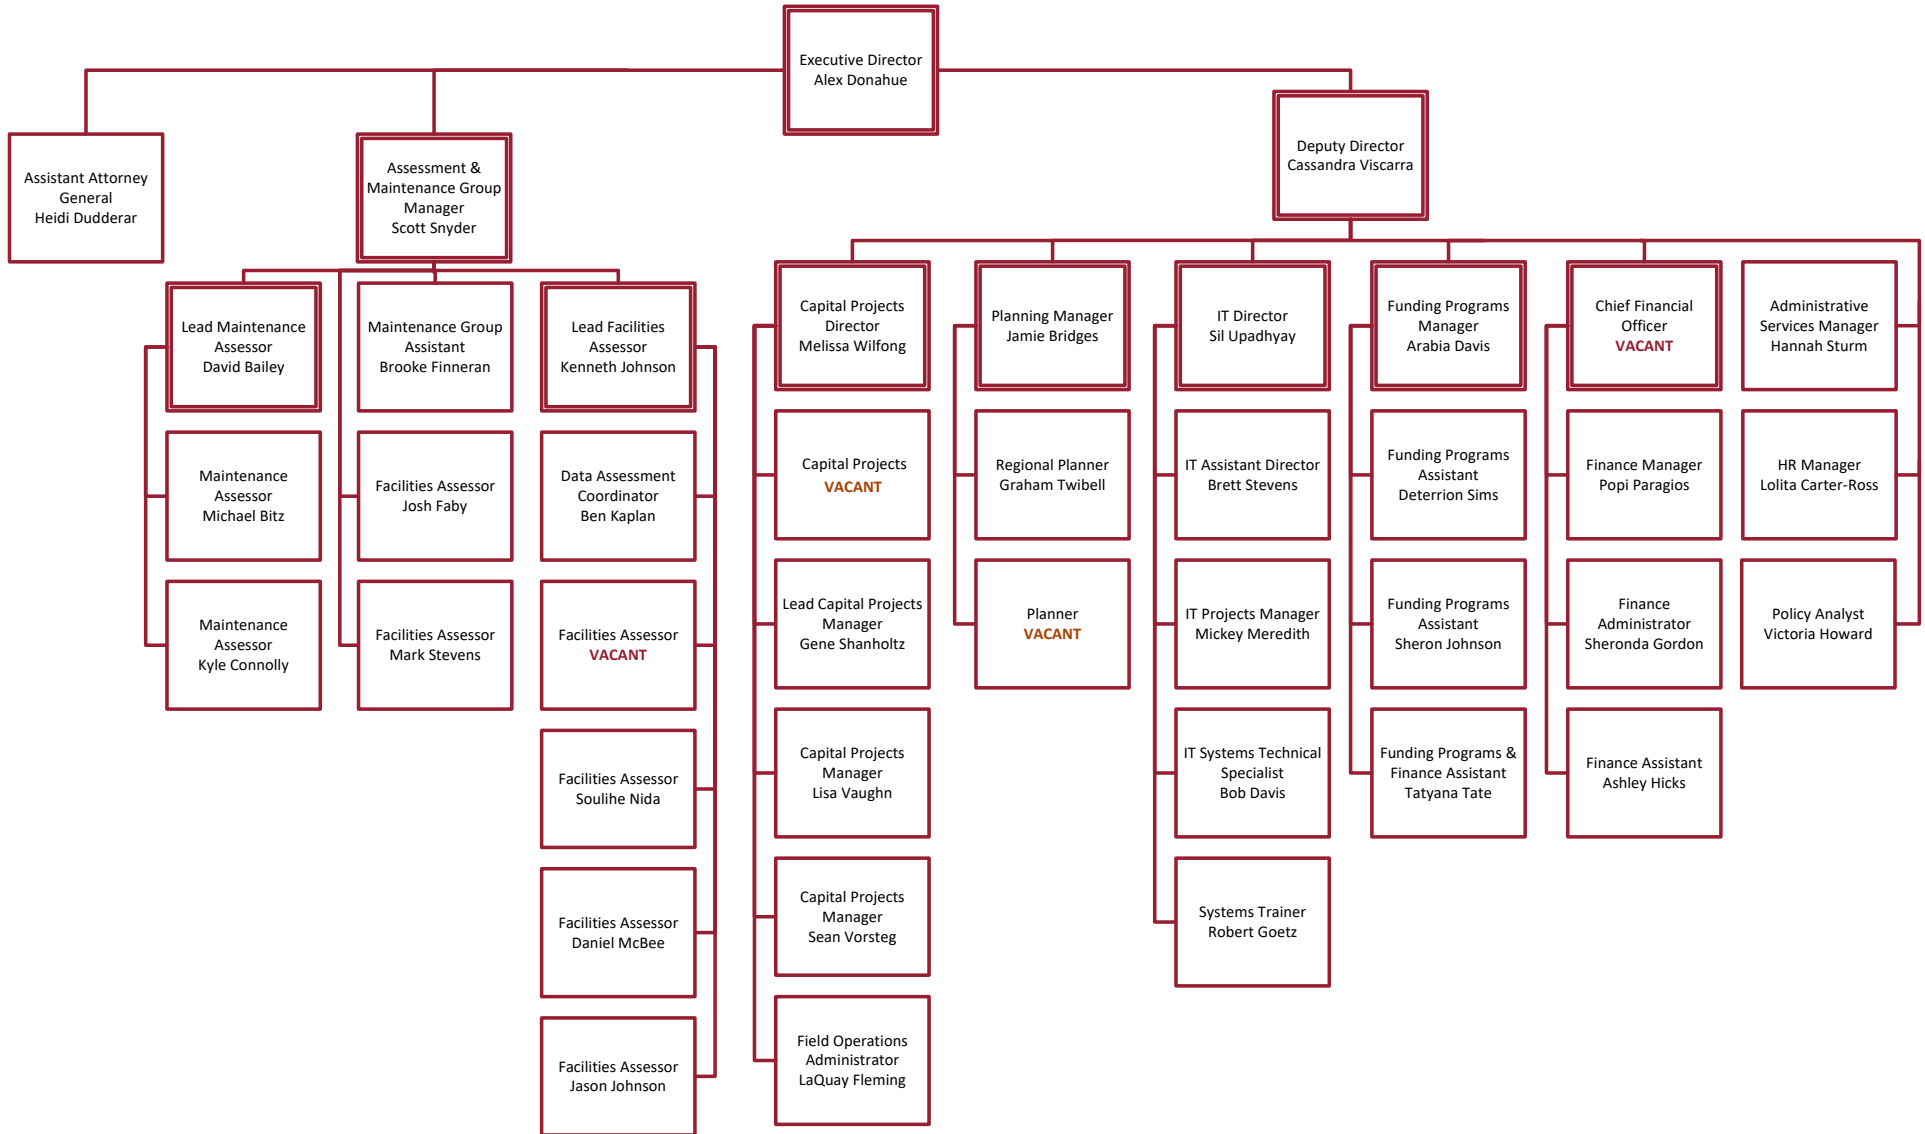 Executive Director
Alex Donahue
Assistant Attorney
General
Heidi Dudderar
Assessment &
Maintenance Group
Manager
Scott Snyder
Deputy Director
Cassandra Viscarra
Lead Maintenance
Assessor
David Bailey
Maintenance
Assessor
Michael Bitz
Maintenance
Assessor
Kyle Connolly
Maintenance Group
Assistant
Brooke Finneran
Facilities Assessor
Josh Faby
Facilities Assessor
Mark Stevens
Lead Facilities
Assessor
Kenneth Johnson
Data Assessment
Coordinator
Ben Kaplan
Facilities Assessor
VACANT
Facilities Assessor
Soulihe Nida
Facilities Assessor
Daniel McBee
Facilities Assessor
Jason Johnson
Capital Projects
Director
Melissa Wilfong
Capital Projects
VACANT
Lead Capital Projects
Manager
Gene Shanholtz
Capital Projects
Manager
Lisa Vaughn
Capital Projects
Manager
Sean Vorsteg
Field Operations
Administrator
LaQuay Fleming
Planning Manager
Jamie Bridges
Regional Planner
Graham Twibell
Planner
VACANT
IT Director
Sil Upadhyay
IT Assistant Director
Brett Stevens
IT Projects Manager
Mickey Meredith
IT Systems Technical
Specialist
Bob Davis
Systems Trainer
Robert Goetz
Funding Programs
Manager
Arabia Davis
Funding Programs
Assistant
Deterrion Sims
Funding Programs
Assistant
Sheron Johnson
Funding Programs &
Finance Assistant
Tatyana Tate
Chief Financial
Officer
VACANT
Finance Manager
Popi Paragios
Finance
Administrator
Sheronda Gordon
Finance Assistant
Ashley Hicks
Administrative
Services Manager
Hannah Sturm
HR Manager
Lolita Carter-Ross
Policy Analyst
Victoria Howard